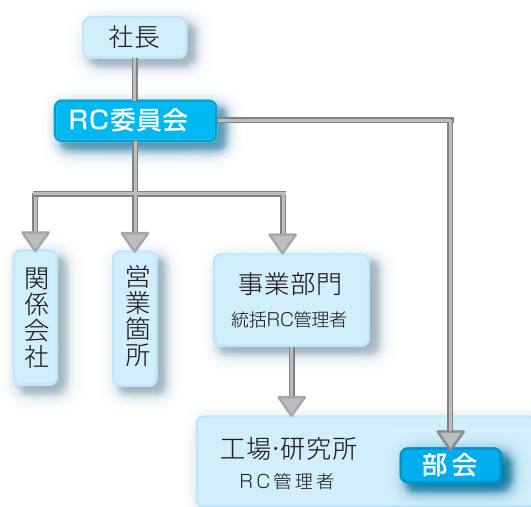 社長
RC委員会
関係会社
営業箇所
事業部門
統括RC管理者
工場・研究所
RC管理者
部会